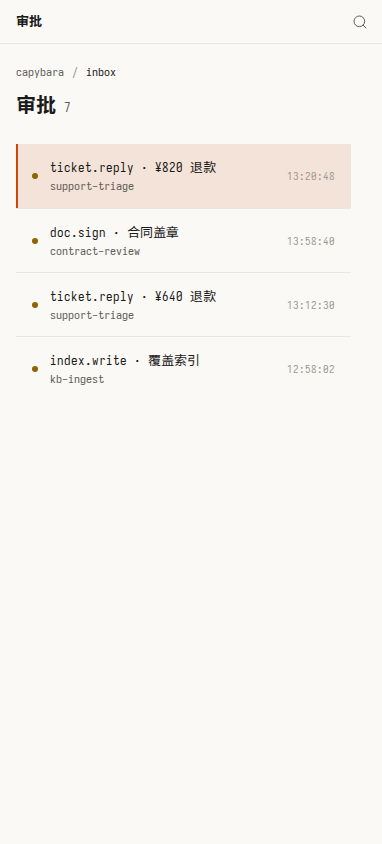 审批
capybara / inbox
审批 7
ticket.reply · ¥820 退款
support-triage
13:20:48
doc.sign · 合同盖章
contract-review
13:58:40
ticket.reply · ¥640 退款
support-triage
13:12:30
index.write · 覆盖索引
kb-ingest
12:58:02